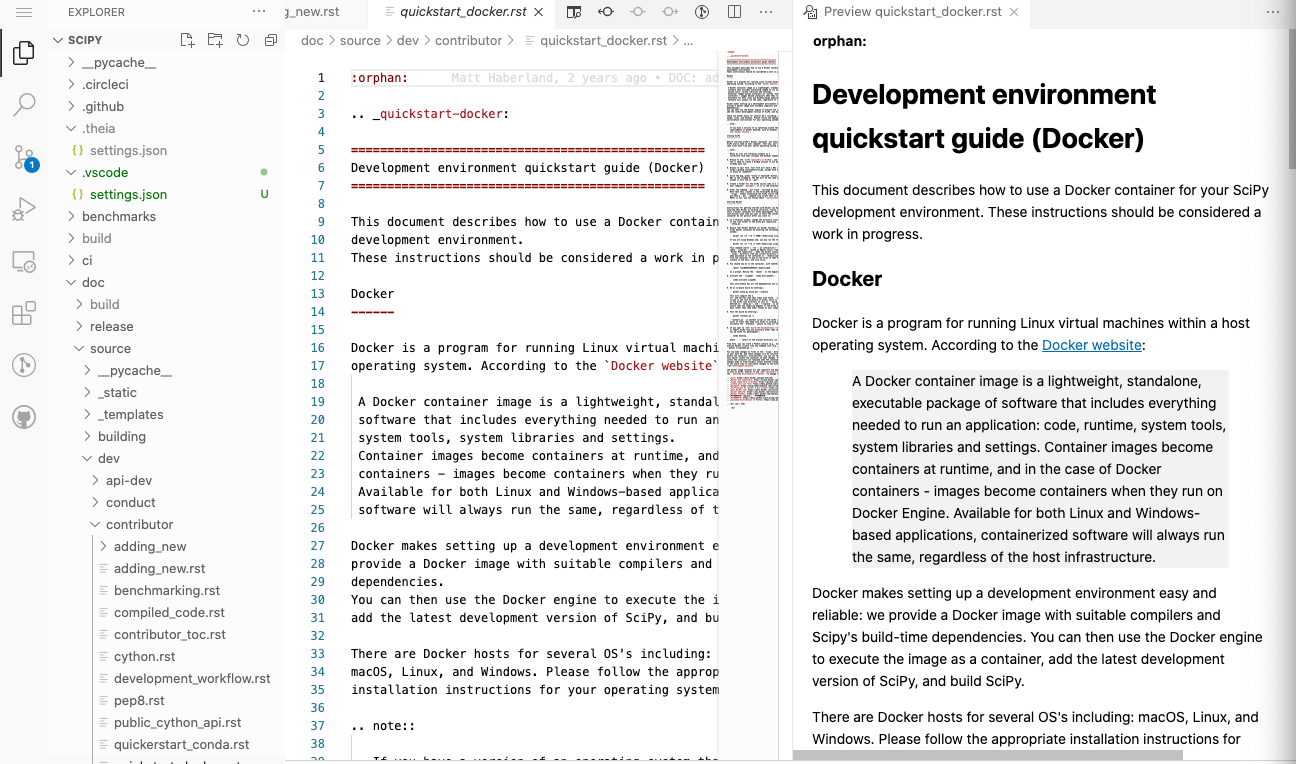 EXPLORER
SCIPY
__pycache__
.circleci
.github
.theia
settings.json
.vscode
settings.json U
benchmarks
build
ci
doc
build
release
source
__pycache__
_static
_templates
building
dev
api-dev
conduct
contributor
adding_new
adding_new.rst
benchmarking.rst
compiled_code.rst
contributor_toc.rst
cython.rst
development_workflow.rst
pep8.rst
public_cython_api.rst
quickerstart_conda.rst
1
g_new.rst
quickstart_docker.rst
doc > source > dev > contributor > quickstart_docker.rst > ...
1 :orphan: Matt Haberland, 2 years ago • DOC: ad
2
3 .. _quickstart-docker:
4
5 =================================================
6 Development environment quickstart guide (Docker)
7 =================================================
8
9 This document describes how to use a Docker contain
10 development environment.
11 These instructions should be considered a work in p
12
13 Docker
14 ------
15
16 Docker is a program for running Linux virtual machi
17 operating system. According to the `Docker website`
18
19 A Docker container image is a lightweight, standal
20 software that includes everything needed to run an
21 system tools, system libraries and settings.
22 Container images become containers at runtime, and
23 containers - images become containers when they ru
24 Available for both Linux and Windows-based applica
25 software will always run the same, regardless of t
26
27 Docker makes setting up a development environment e
28 provide a Docker image with suitable compilers and
29 dependencies.
30 You can then use the Docker engine to execute the i
31 add the latest development version of SciPy, and bu
32
33 There are Docker hosts for several OS's including:
34 macOS, Linux, and Windows. Please follow the approp
35 installation instructions for your operating system
36
37 .. note::
38
Preview quickstart_docker.rst
orphan:
Development environment
quickstart guide (Docker)
This document describes how to use a Docker container for your SciPy
development environment. These instructions should be considered a
work in progress.
Docker
Docker is a program for running Linux virtual machines within a host
operating system. According to the Docker website:
A Docker container image is a lightweight, standalone,
executable package of software that includes everything
needed to run an application: code, runtime, system tools,
system libraries and settings. Container images become
containers at runtime, and in the case of Docker
containers - images become containers when they run on
Docker Engine. Available for both Linux and Windows-
based applications, containerized software will always run
the same, regardless of the host infrastructure.
Docker makes setting up a development environment easy and
reliable: we provide a Docker image with suitable compilers and
Scipy's build-time dependencies. You can then use the Docker engine
to execute the image as a container, add the latest development
version of SciPy, and build SciPy.
There are Docker hosts for several OS's including: macOS, Linux, and
Windows. Please follow the appropriate installation instructions for